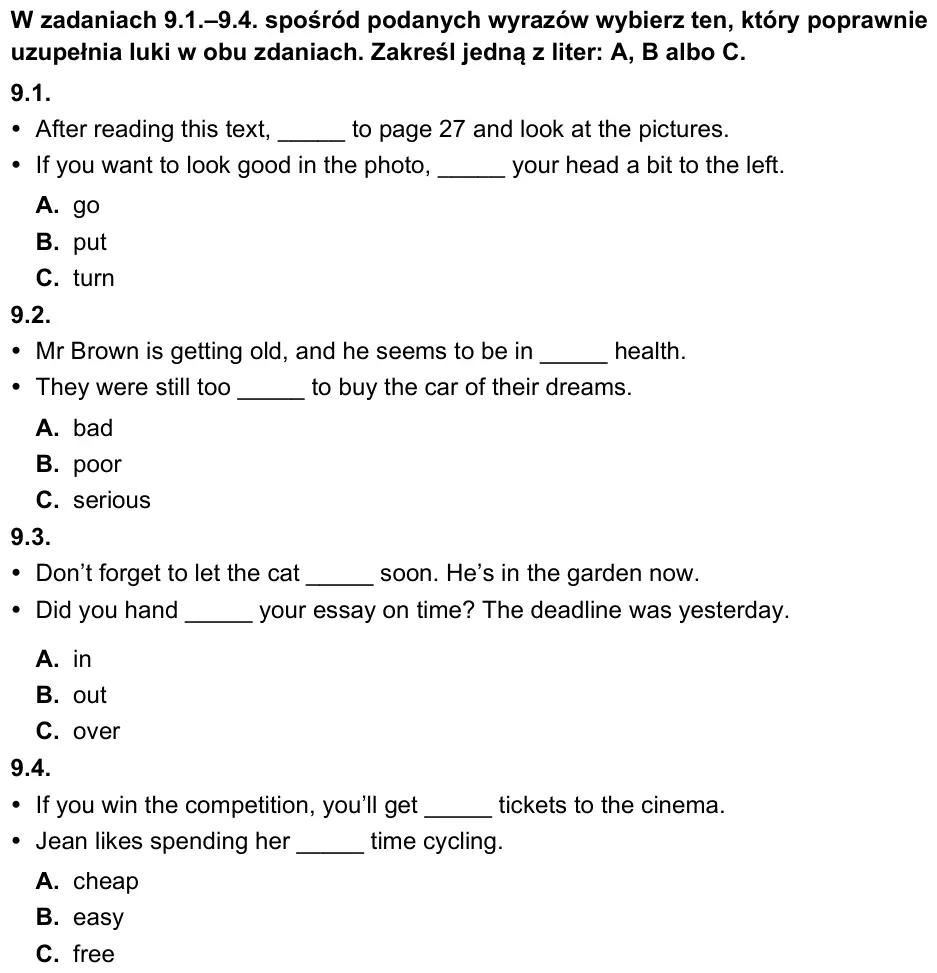 W zadaniach 9.1.–9.4. spośród podanych wyrazów wybierz ten, który poprawnie
uzupełnia luki w obu zdaniach. Zakreśl jedną z liter: A, B albo C.
9.1.
• After reading this text, _____ to page 27 and look at the pictures.
• If you want to look good in the photo, _____ your head a bit to the left.
A. go
B. put
C. turn
9.2.
• Mr Brown is getting old, and he seems to be in _____ health.
• They were still too _____ to buy the car of their dreams.
A. bad
B. poor
C. serious
9.3.
• Don’t forget to let the cat _____ soon. He’s in the garden now.
• Did you hand _____ your essay on time? The deadline was yesterday.
A. in
B. out
C. over
9.4.
• If you win the competition, you’ll get _____ tickets to the cinema.
• Jean likes spending her _____ time cycling.
A. cheap
B. easy
C. free